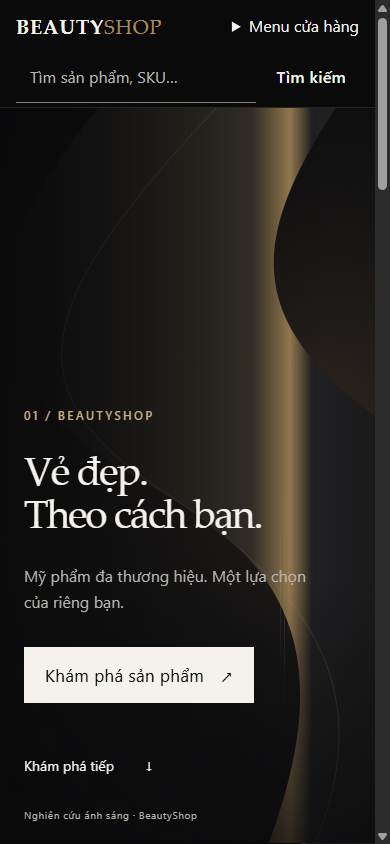 BEAUTYSHOP
▶ Menu cửa hàng
Tìm sản phẩm, SKU...
Tìm kiếm
01 / BEAUTYSHOP
Vẻ đẹp.
Theo cách bạn.
Mỹ phẩm đa thương hiệu. Một lựa chọn
của riêng bạn.
Khám phá sản phẩm ↗
Khám phá tiếp ↓
Nghiên cứu ánh sáng · BeautyShop